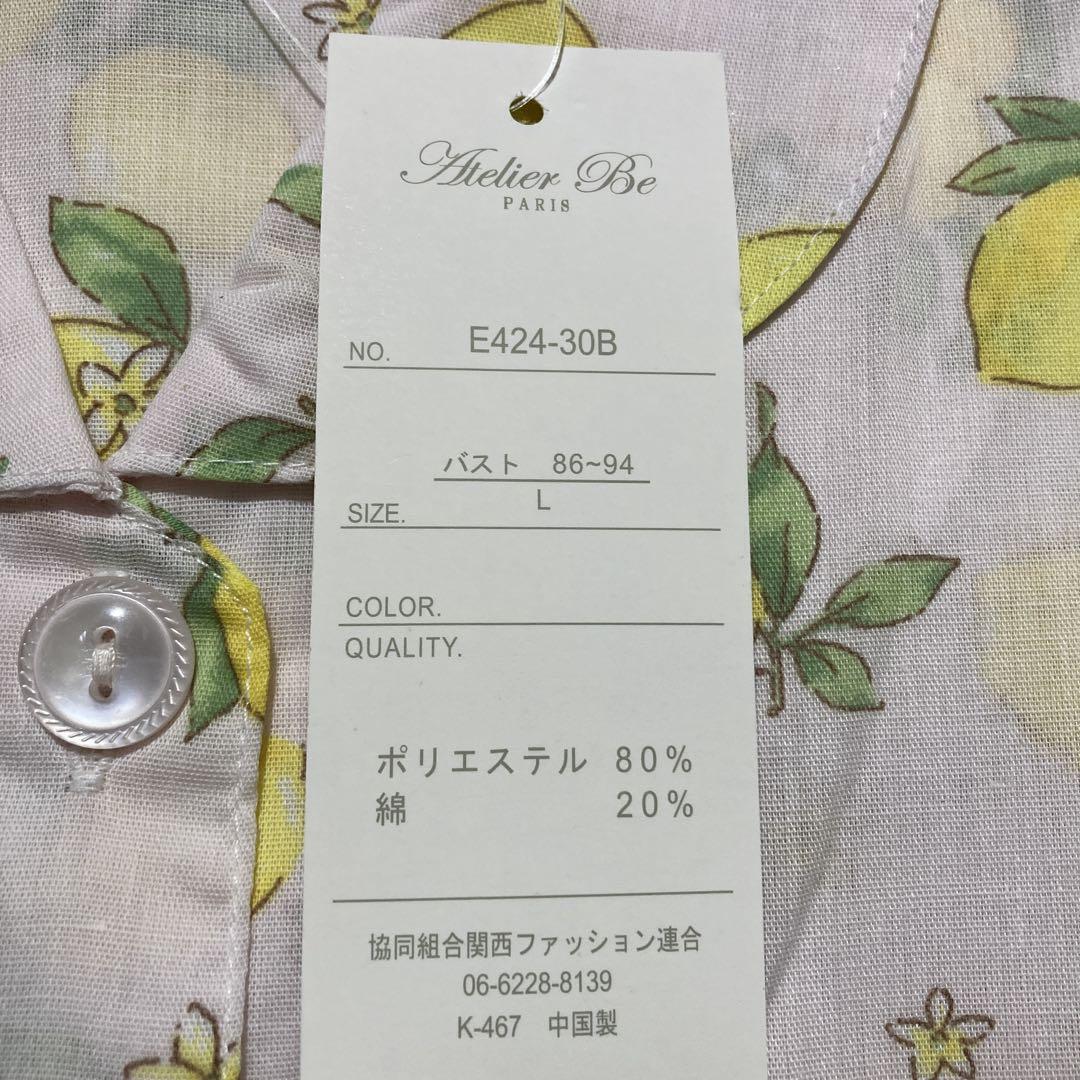 Atelier Be
PARIS
NO. E424-30B
バスト 86~94
SIZE. L
COLOR.
QUALITY.
ポリエステル 80%
綿 20%
協同組合関西ファッション連合
06-6228-8139
K-467 中国製